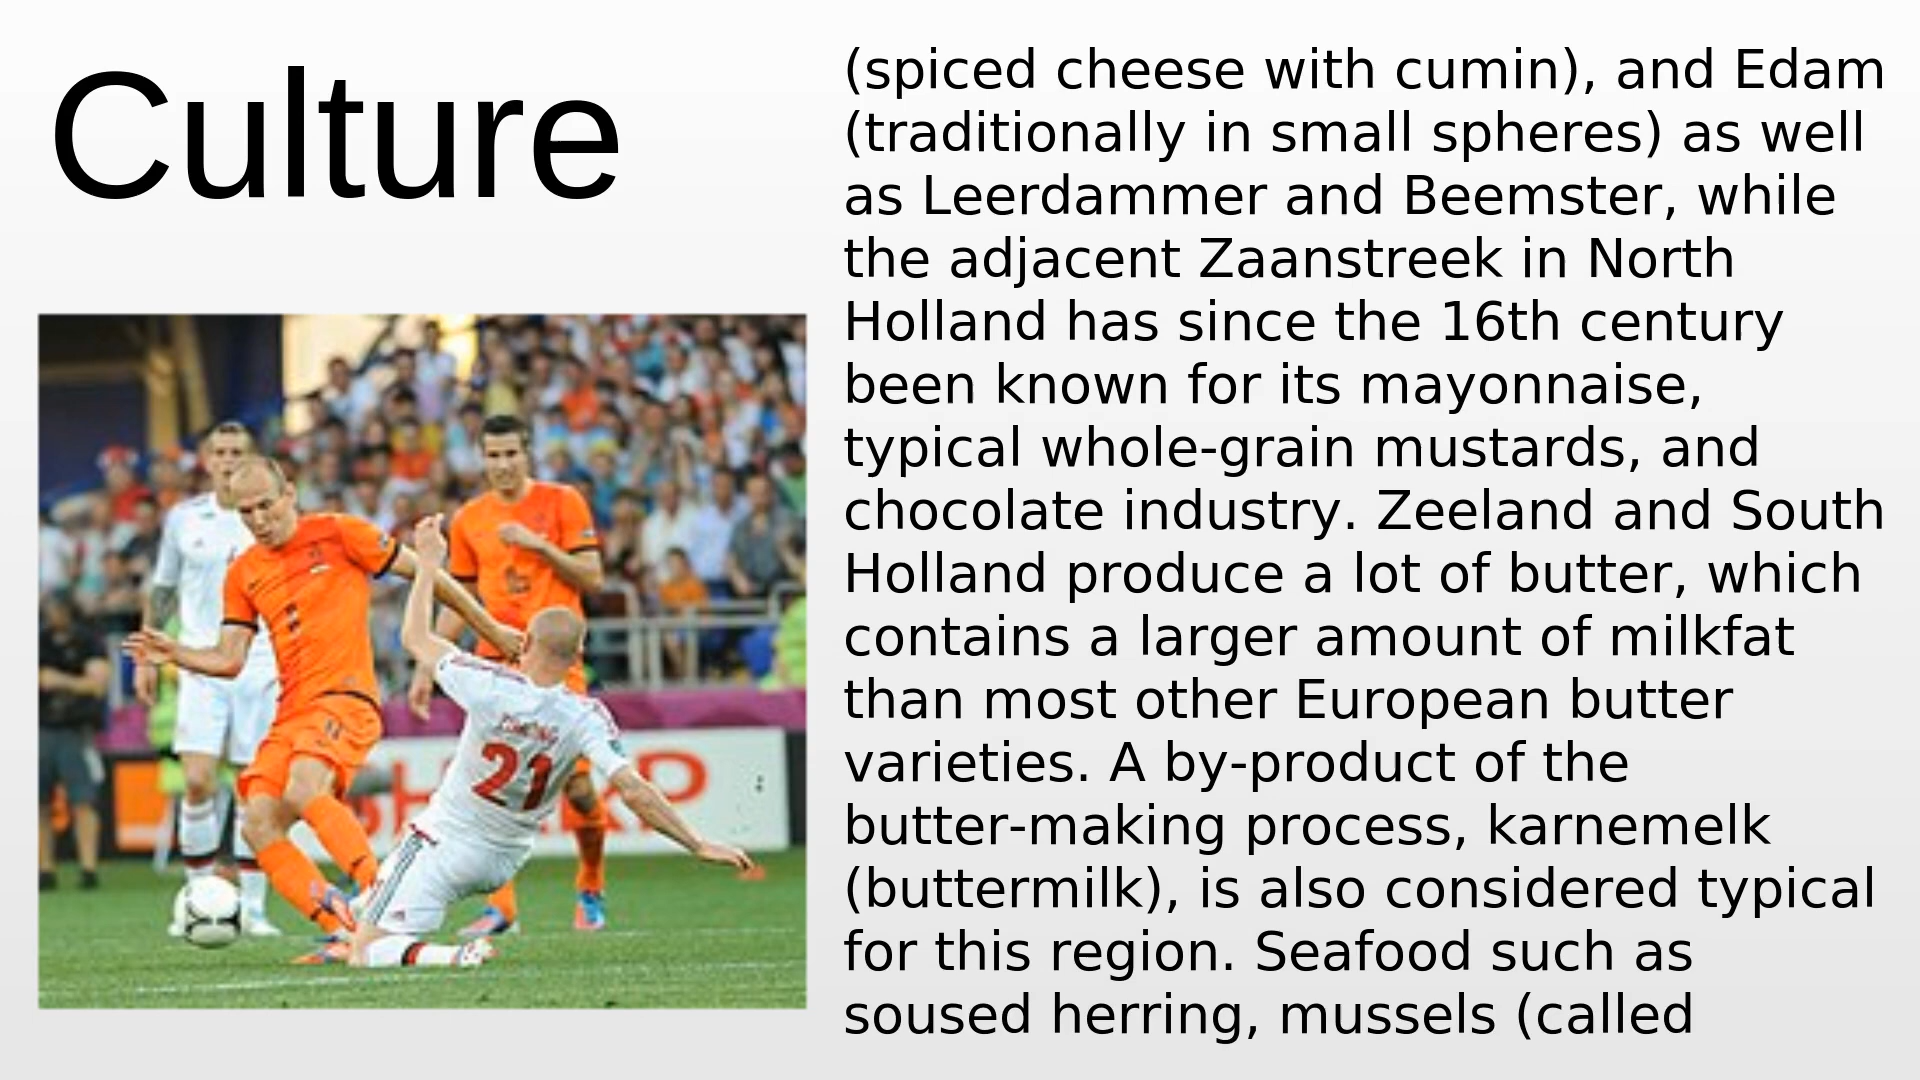 Culture
(spiced cheese with cumin), and Edam
(traditionally in small spheres) as well
as Leerdammer and Beemster, while
the adjacent Zaanstreek in North
Holland has since the 16th century
been known for its mayonnaise,
typical whole-grain mustards, and
chocolate industry. Zeeland and South
Holland produce a lot of butter, which
contains a larger amount of milkfat
than most other European butter
varieties. A by-product of the
butter-making process, karnemelk
(buttermilk), is also considered typical
for this region. Seafood such as
soused herring, mussels (called
21